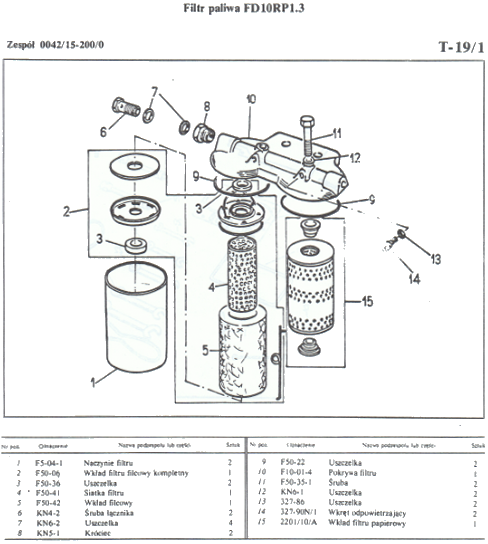 Filtr paliwa FD10RP1.3
Zespół 0042/15-200/0
T-19/1
7
8
10
6
11
12
9
3
9
2
3
13
4
14
15
5
1
Nr poz. Oznaczenie Nazwa podzespołu lub części Sztuk
1 F5-04-1 Naczynie filtru 2
2 F50-06 Wkład filtru filcowy kompletny 1
3 F50-36 Uszczelka 2
4 F50-41 Siatka filtru 1
5 F50-42 Wkład filcowy 1
6 KN4-2 Śruba łącznika 2
7 KN6-2 Uszczelka 4
8 KN5-1 Króciec 2
Nr poz. Oznaczenie Nazwa podzespołu lub części Sztuk
9 F50-22 Uszczelka 2
10 F10-01-4 Pokrywa filtru 1
11 F50-35-1 Śruba 2
12 KN6-1 Uszczelka 2
13 327-86 Uszczelka 2
14 327-90N/1 Wkręt odpowietrzający 2
15 2201/10/A Wkład filtru papierowy 1